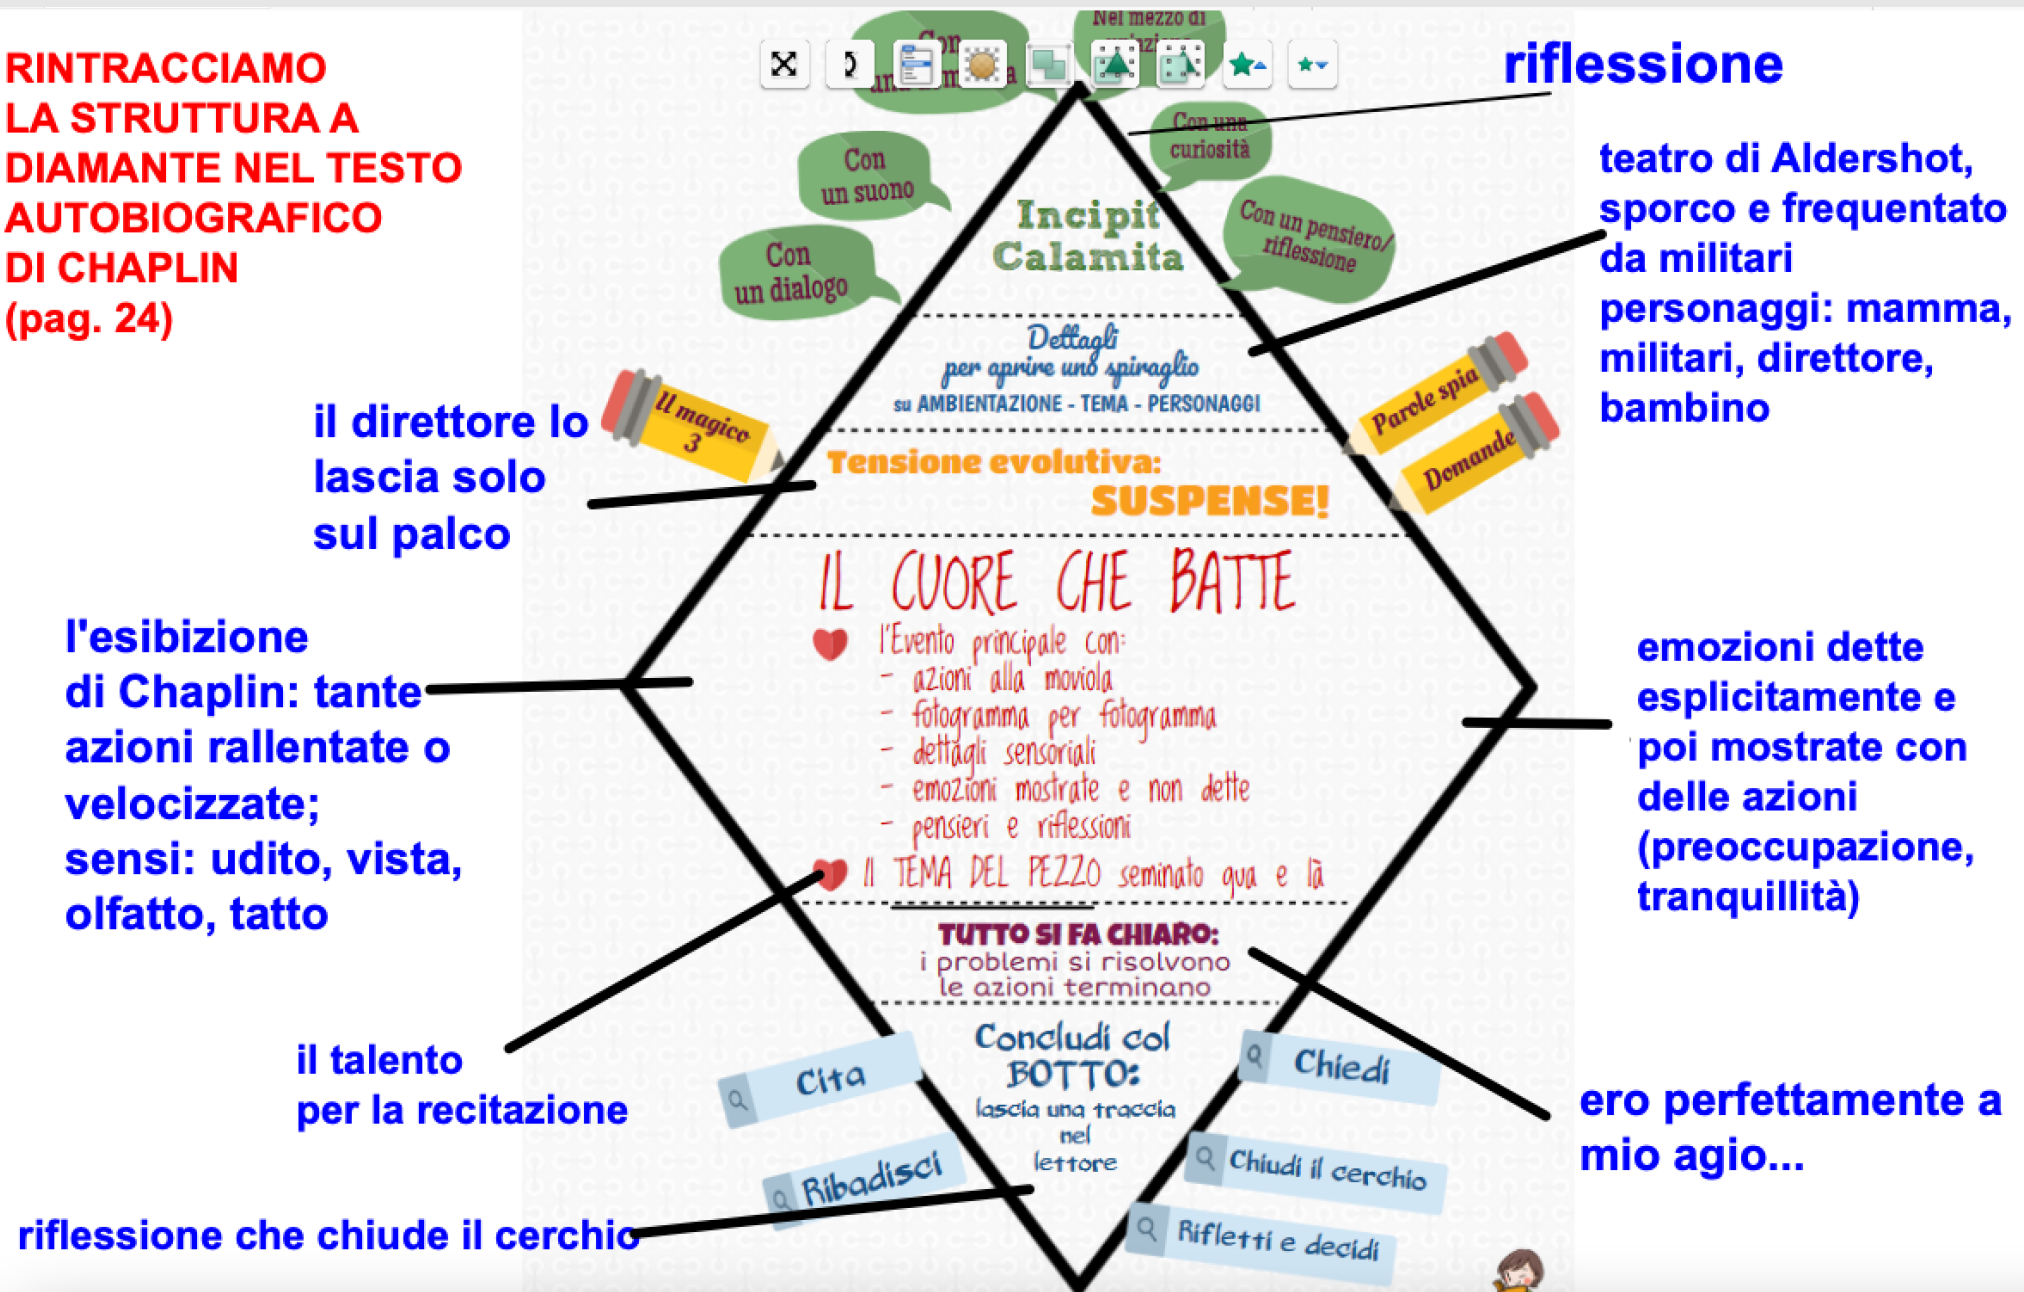 RINTRACCIAMO
LA STRUTTURA A
DIAMANTE NEL TESTO
AUTOBIOGRAFICO
DI CHAPLIN
(pag. 24)
Nel mezzo di
Con
riflessione
Con una
curiosità
Con
un suono
Con
un dialogo
Con un pensiero/
riflessione
Incipit
Calamita
teatro di Aldershot,
sporco e frequentato
da militari
personaggi: mamma,
militari, direttore,
bambino
Dettagli
per aprire uno spiraglio
su AMBIENTAZIONE - TEMA - PERSONAGGI
Il magico
3
Parole spia
Domande
il direttore lo
lascia solo
sul palco
Tensione evolutiva:
SUSPENSE!
IL CUORE CHE BATTE
l'Evento principale con:
- azioni alla moviola
- fotogramma per fotogramma
- dettagli sensoriali
- emozioni mostrate e non dette
- pensieri e riflessioni
Il TEMA DEL PEZZO seminato qua e là
l'esibizione
di Chaplin: tante
azioni rallentate o
velocizzate;
sensi: udito, vista,
olfatto, tatto
emozioni dette
esplicitamente e
poi mostrate con
delle azioni
(preoccupazione,
tranquillità)
TUTTO SI FA CHIARO:
i problemi si risolvono
le azioni terminano
il talento
per la recitazione
ero perfettamente a
mio agio...
Concludi col
BOTTO:
lascia una traccia
nel
lettore
Cita
Ribadisci
Chiedi
Chiudi il cerchio
Rifletti e decidi
riflessione che chiude il cerchio